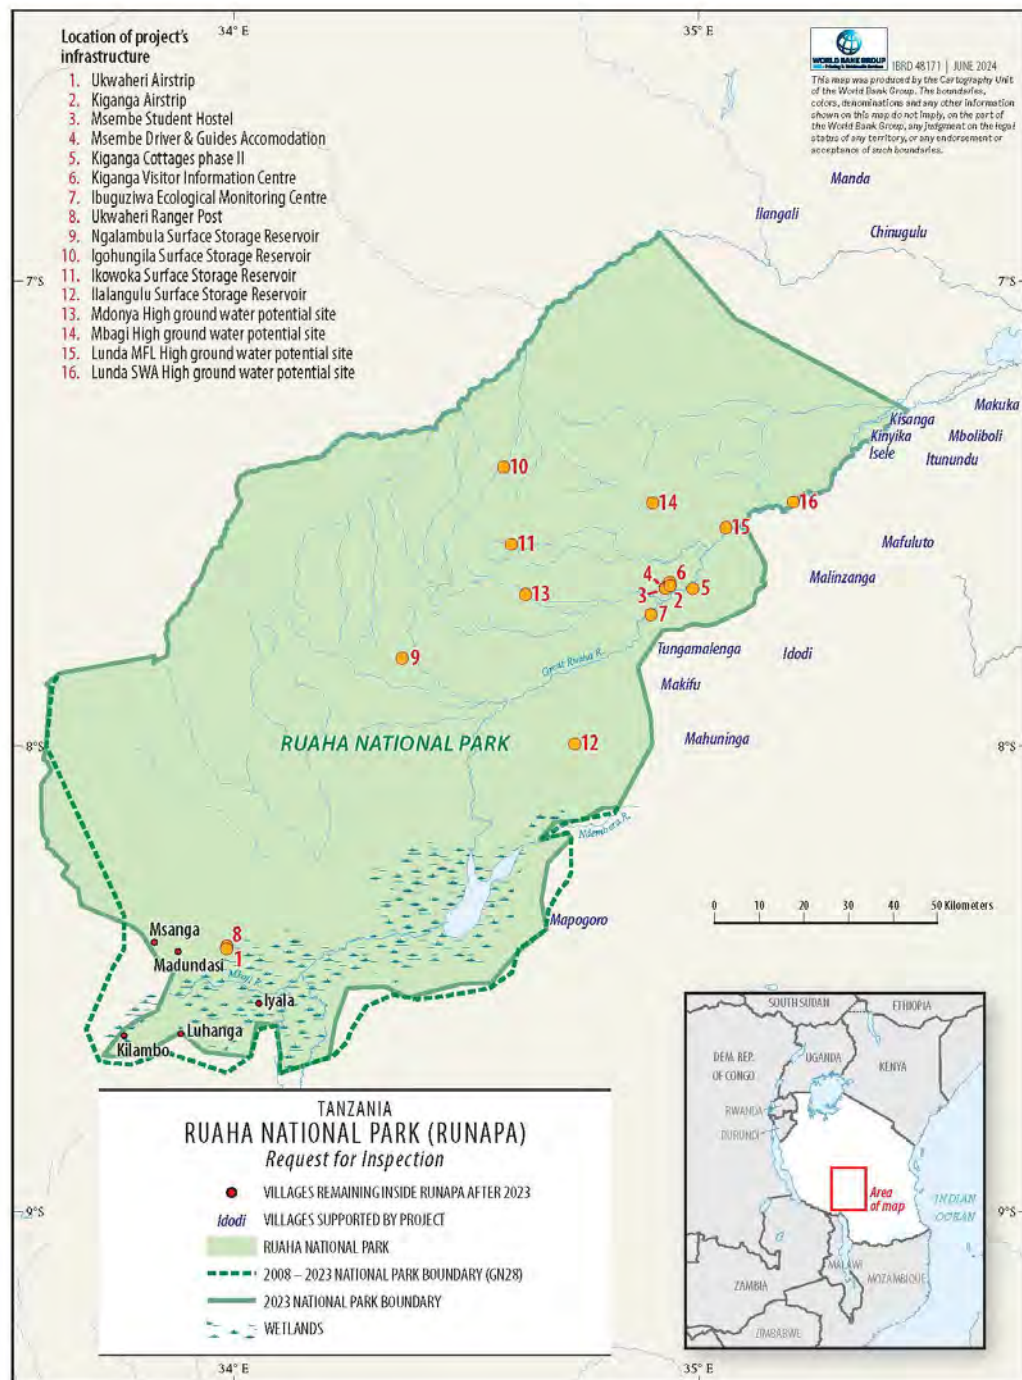 34° E
35° E
Location of project's
infrastructure
1. Ukwaheri Airstrip
2. Kiganga Airstrip
3. Msembe Student Hostel
4. Msembe Driver & Guides Accomodation
5. Kiganga Cottages phase II
6. Kiganga Visitor Information Centre
7. Ibuguziwa Ecological Monitoring Centre
8. Ukwaheri Ranger Post
9. Ngalambula Surface Storage Reservoir
10. Igohungila Surface Storage Reservoir
11. Ikowoka Surface Storage Reservoir
12. Ilalangulu Surface Storage Reservoir
13. Mdonya High ground water potential site
14. Mbagi High ground water potential site
15. Lunda MFL High ground water potential site
16. Lunda SWA High ground water potential site
WORLD BANK GROUP
IBRD 48171 | JUNE 2024
This map was produced by the Cartography Unit
of the World Bank Group. The boundaries,
colors, denominations and any other information
shown on this map do not imply, on the part of
the World Bank Group, any judgment on the legal
status of any territory, or any endorsement or
acceptance of such boundaries.
Manda
Ilangali
Chinugulu
7°S
7°S
Makuka
Kisanga
Kinyika
Mboliboli
Isele
Itunundu
10
14
16
15
11
Mafuluto
Malinzanga
4
6
13
3
2
5
7
Tungamalenga
Idodi
9
Great Ruaha R.
Makifu
RUAHA NATIONAL PARK
12
Mahuninga
8°S
8°S
Ndembera R.
Mapogoro
0 10 20 30 40 50 Kilometers
Msanga
8
Madundasi
1
Mbaji R.
Iyala
Luhanga
Kilambo
TANZANIA
RUAHA NATIONAL PARK (RUNAPA)
Request for Inspection
VILLAGES REMAINING INSIDE RUNAPA AFTER 2023
Idodi VILLAGES SUPPORTED BY PROJECT
RUAHA NATIONAL PARK
2008 – 2023 NATIONAL PARK BOUNDARY (GN28)
2023 NATIONAL PARK BOUNDARY
WETLANDS
SOUTH SUDAN
ETHIOPIA
DEM. REP.
OF CONGO
UGANDA
KENYA
RWANDA
BURUNDI
Area
of map
INDIAN
OCEAN
MALAWI
ZAMBIA
MOZAMBIQUE
ZIMBABWE
9°S
9°S
34° E
35° E